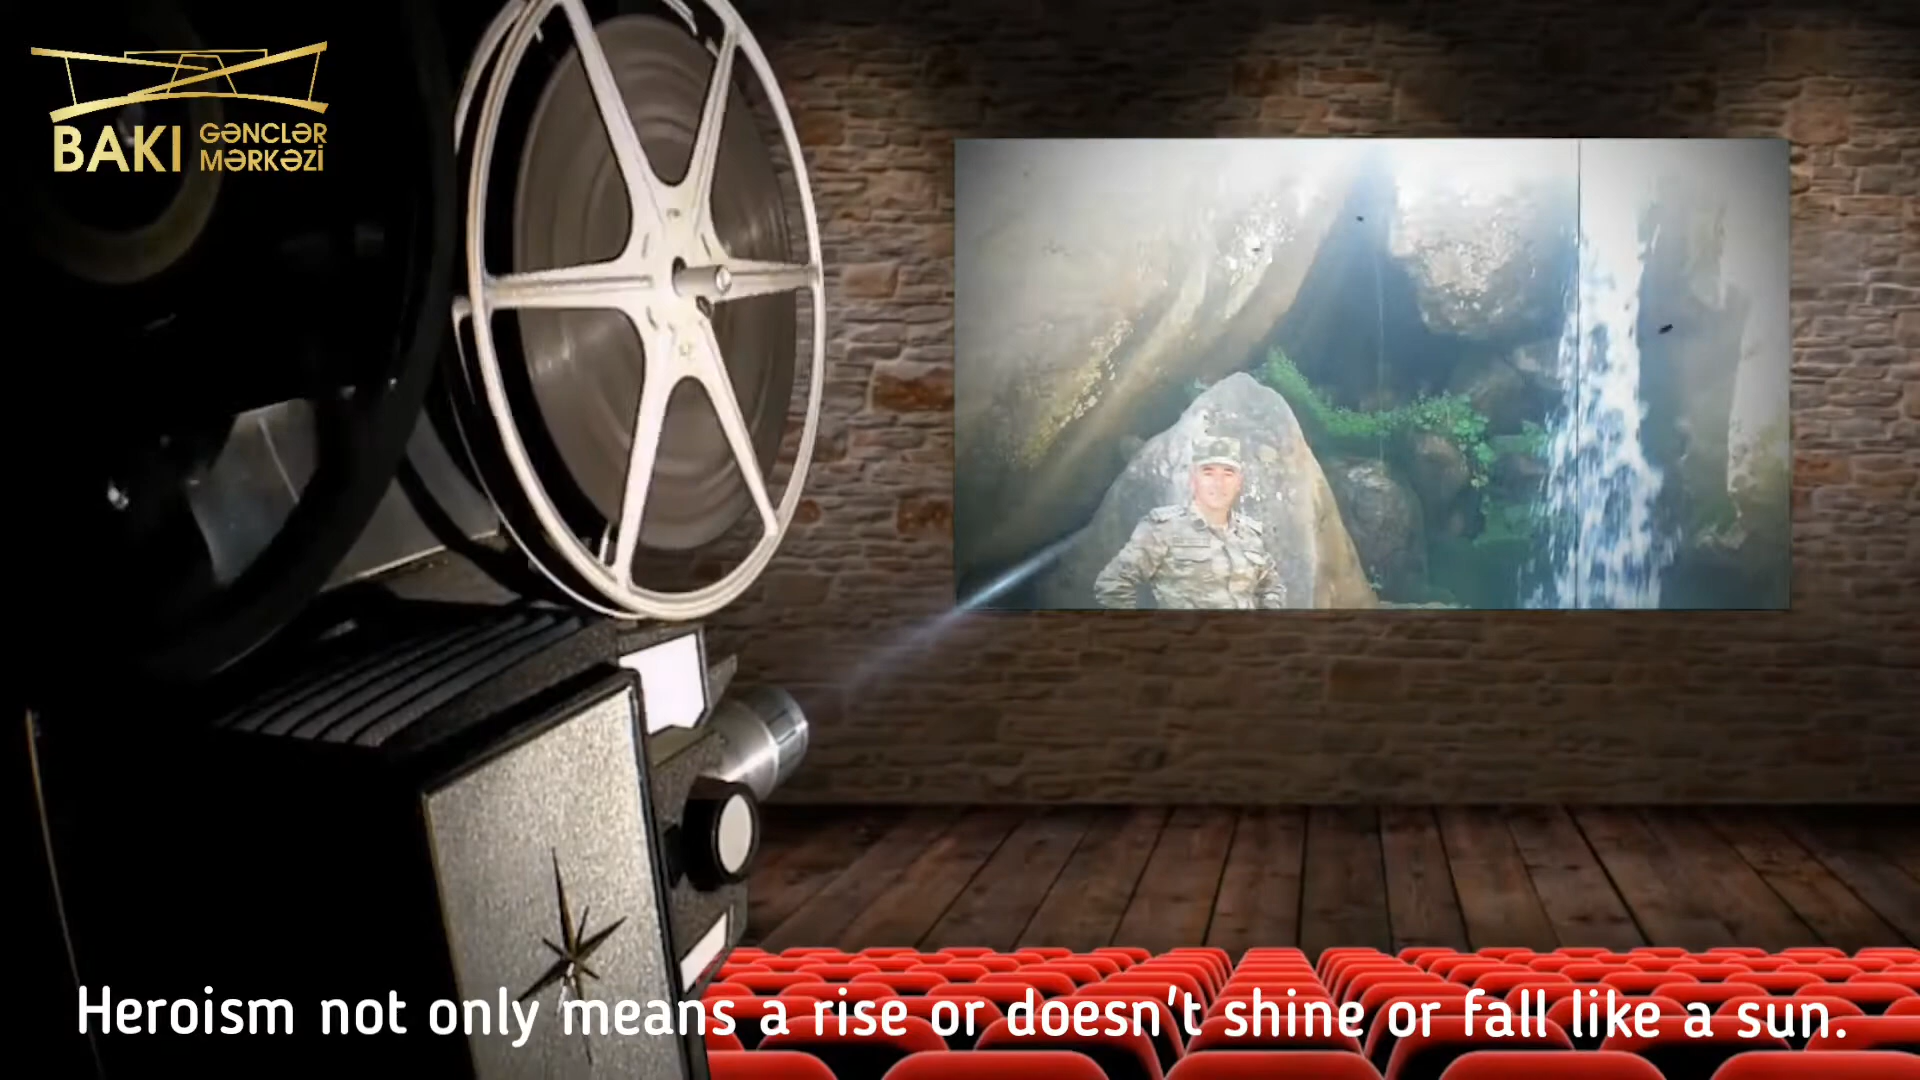 BAKI
GƏNCLƏR
MƏRKƏZİ
Heroism not only means a rise or doesn't shine or fall like a sun.